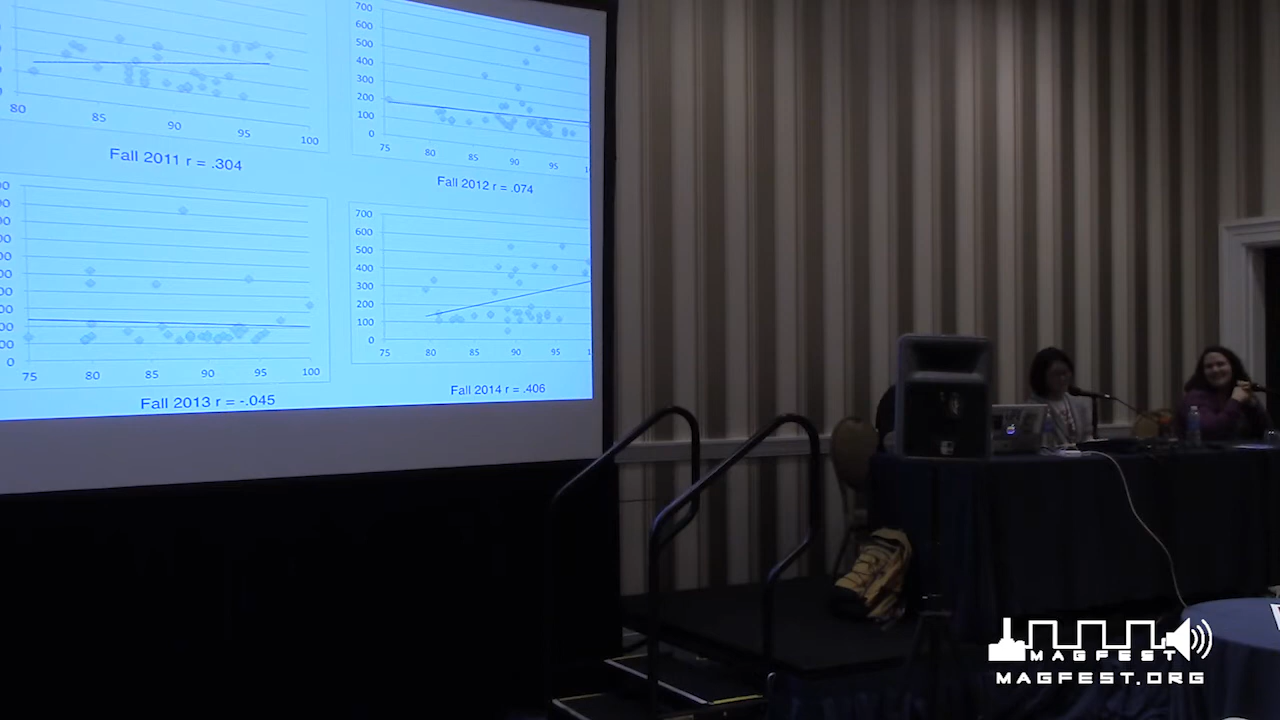 700
600
500
400
300
200
100
0
80 85 90 95 100
75 80 85 90 95
Fall 2011 r = .304
Fall 2012 r = .074
700
600
500
400
300
200
100
0
0
75 80 85 90 95 100
75 80 85 90 95
Fall 2013 r = -.045
Fall 2014 r = .406
MAGFEST
MAGFEST.ORG